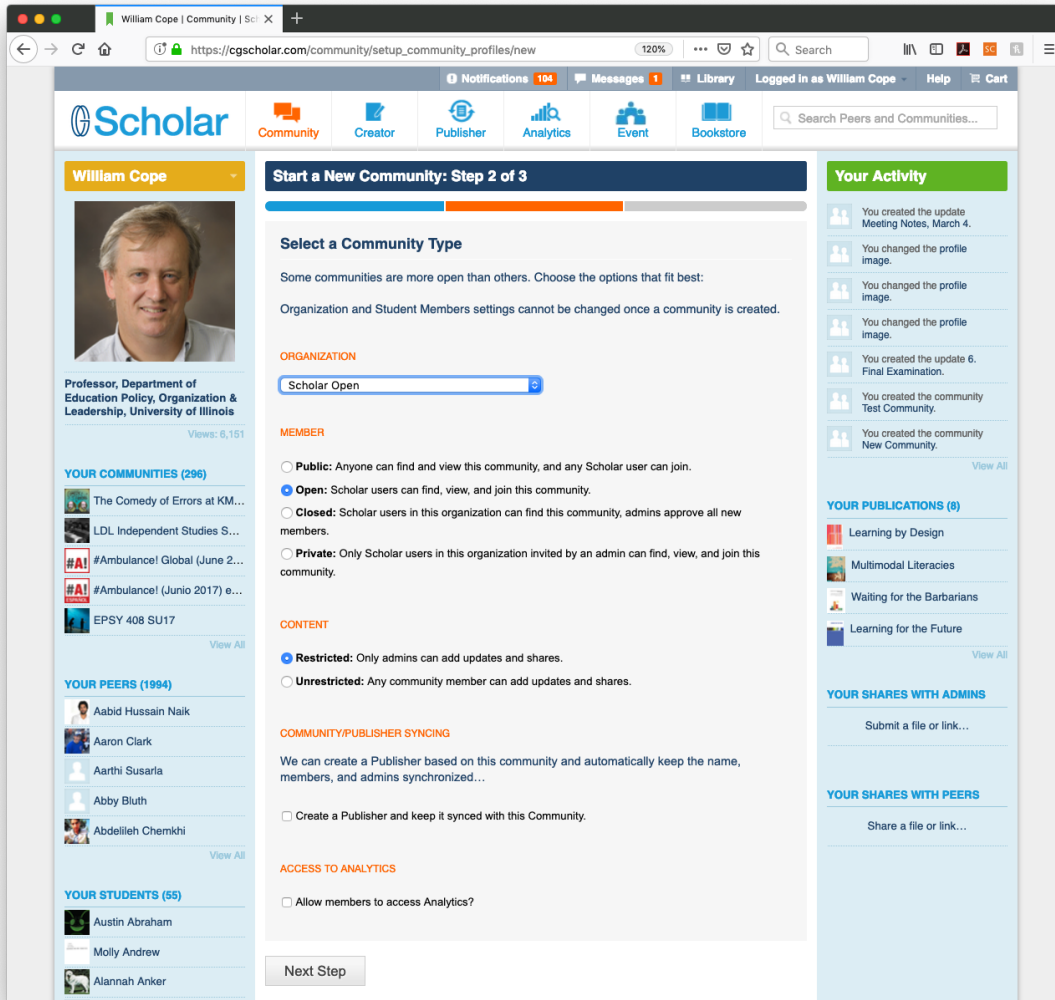 William Cope | Community | Sch
https://cgscholar.com/community/setup_community_profiles/new
120%
Search
Notifications 194
Messages 1
Library
Logged in as William Cope
Help
Cart
Scholar
Community
Creator
Publisher
Analytics
Event
Bookstore
Search Peers and Communities...
William Cope
Professor, Department of
Education Policy, Organization &
Leadership, University of Illinois
Views: 6,151
YOUR COMMUNITIES (296)
The Comedy of Errors at KM...
LDL Independent Studies S...
#A!
#Ambulance! Global (June 2...
#A!
ESPAÑOL
#Ambulance! (Junio 2017) e...
EPSY 408 SU17
View All
YOUR PEERS (1994)
Aabid Hussain Naik
Aaron Clark
Aarthi Susarla
Abby Bluth
Abdelileh Chemkhi
View All
YOUR STUDENTS (55)
Austin Abraham
Molly Andrew
Alannah Anker
Start a New Community: Step 2 of 3
Select a Community Type
Some communities are more open than others. Choose the options that fit best:
Organization and Student Members settings cannot be changed once a community is created.
ORGANIZATION
Scholar Open
MEMBER
Public: Anyone can find and view this community, and any Scholar user can join.
Open: Scholar users can find, view, and join this community.
Closed: Scholar users in this organization can find this community, admins approve all new
members.
Private: Only Scholar users in this organization invited by an admin can find, view, and join this
community.
CONTENT
Restricted: Only admins can add updates and shares.
Unrestricted: Any community member can add updates and shares.
COMMUNITY/PUBLISHER SYNCING
We can create a Publisher based on this community and automatically keep the name,
members, and admins synchronized…
Create a Publisher and keep it synced with this Community.
ACCESS TO ANALYTICS
Allow members to access Analytics?
Next Step
Your Activity
You created the update
Meeting Notes, March 4.
You changed the profile
image.
You changed the profile
image.
You changed the profile
image.
You created the update 6.
Final Examination.
You created the community
Test Community.
You created the community
New Community.
View All
YOUR PUBLICATIONS (8)
Learning by Design
Multimodal Literacies
Waiting for the Barbarians
Learning for the Future
View All
YOUR SHARES WITH ADMINS
Submit a file or link…
YOUR SHARES WITH PEERS
Share a file or link…